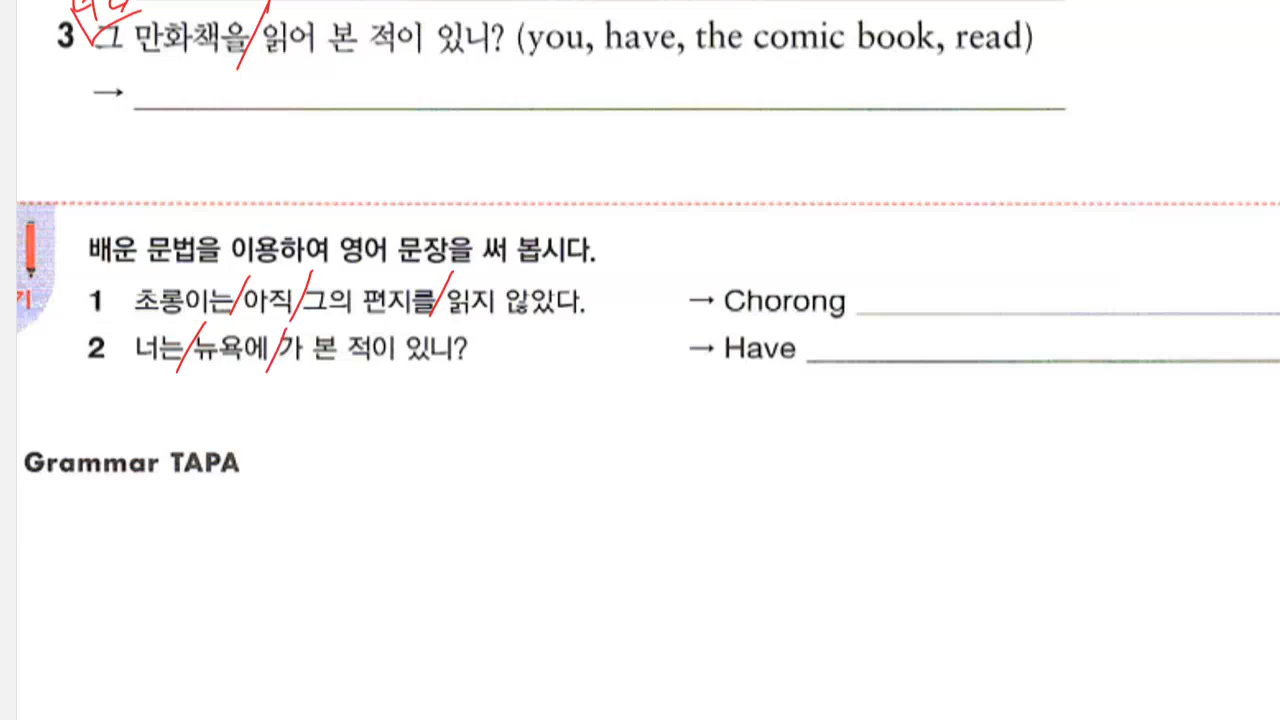 3 그 만화책을 읽어 본 적이 있니? (you, have, the comic book, read)
→
배운 문법을 이용하여 영어 문장을 써 봅시다.
1 초롱이는 아직 그의 편지를 읽지 않았다. → Chorong
2 너는 뉴욕에 가 본 적이 있니? → Have
Grammar TAPA